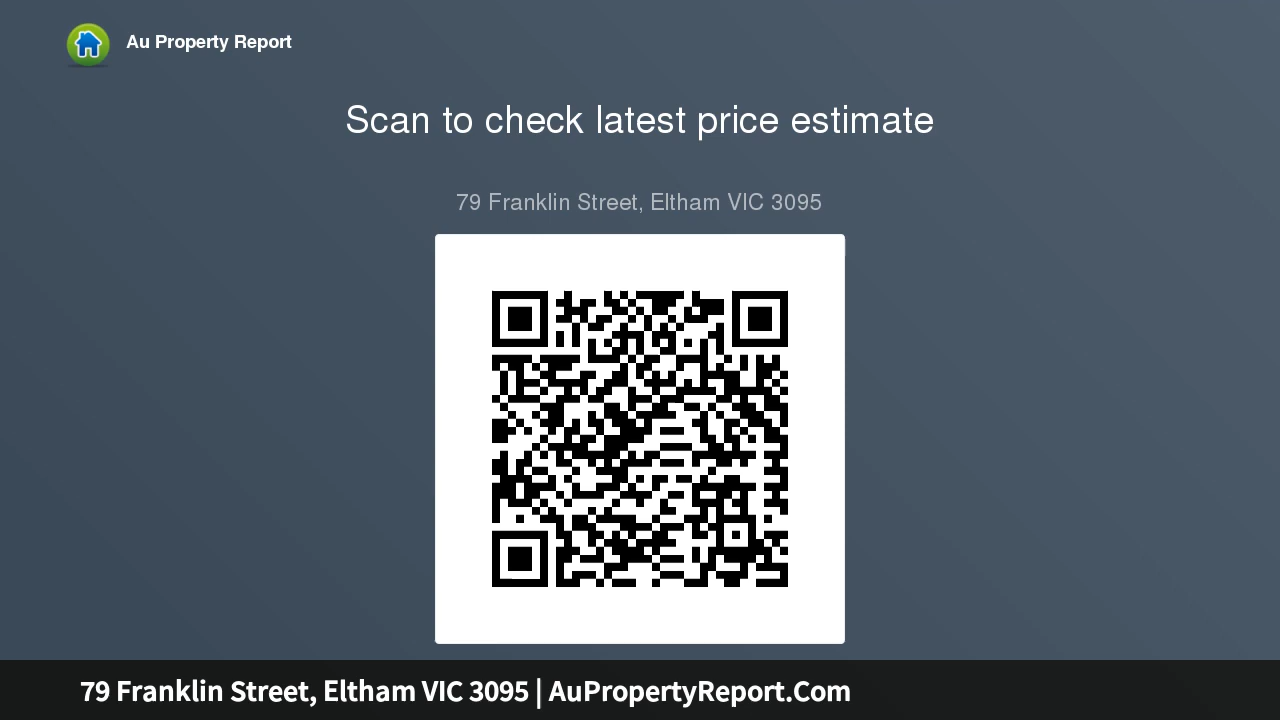 Au Property Report
Scan to check latest price estimate
79 Franklin Street, Eltham VIC 3095
79 Franklin Street, Eltham VIC 3095 | AuPropertyReport.Com